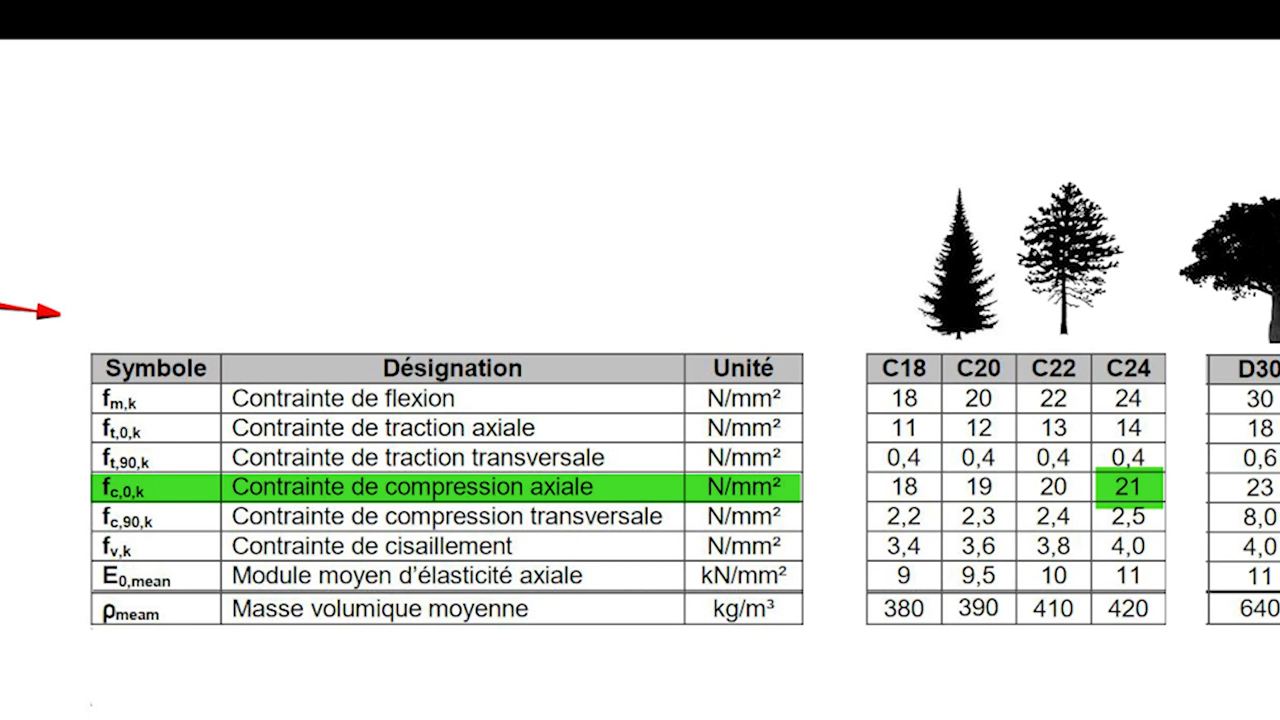 Symbole Désignation Unité C18 C20 C22 C24 D30
fm,k Contrainte de flexion N/mm² 18 20 22 24 30
ft,0,k Contrainte de traction axiale N/mm² 11 12 13 14 18
ft,90,k Contrainte de traction transversale N/mm² 0,4 0,4 0,4 0,4 0,6
fc,0,k Contrainte de compression axiale N/mm² 18 19 20 21 23
fc,90,k Contrainte de compression transversale N/mm² 2,2 2,3 2,4 2,5 8,0
fv,k Contrainte de cisaillement N/mm² 3,4 3,6 3,8 4,0 4,0
E0,mean Module moyen d'élasticité axiale kN/mm² 9 9,5 10 11 11
ρmeam Masse volumique moyenne kg/m³ 380 390 410 420 640